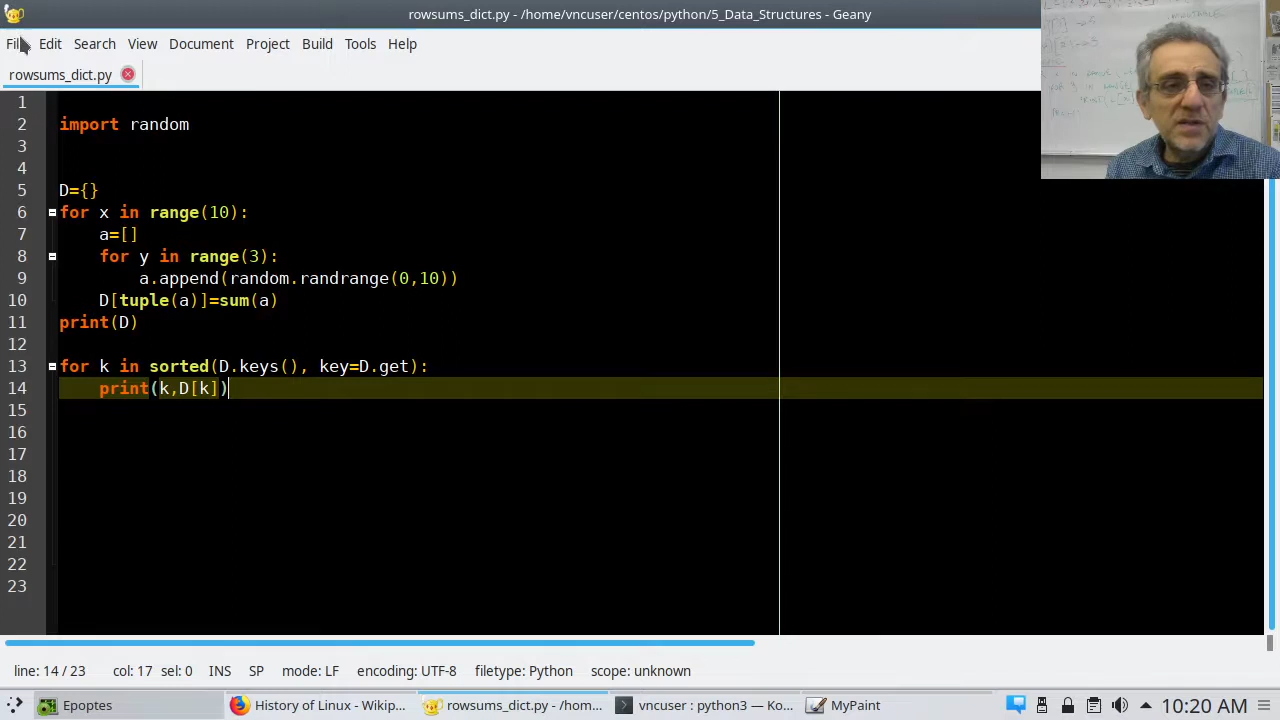 rowsums_dict.py - /home/vncuser/centos/python/5_Data_Structures - Geany
File Edit Search View Document Project Build Tools Help
rowsums_dict.py
1
2 import random
3
4
5 D={}
6 for x in range(10):
7 a=[]
8 for y in range(3):
9 a.append(random.randrange(0,10))
10 D[tuple(a)]=sum(a)
11 print(D)
12
13 for k in sorted(D.keys(), key=D.get):
14 print(k,D[k])
15
16
17
18
19
20
21
22
23
line: 14 / 23 col: 17 sel: 0 INS SP mode: LF encoding: UTF-8 filetype: Python scope: unknown
Epoptes History of Linux - Wikip... rowsums_dict.py - /hom... vncuser : python3 — Ko... MyPaint 10:20 AM